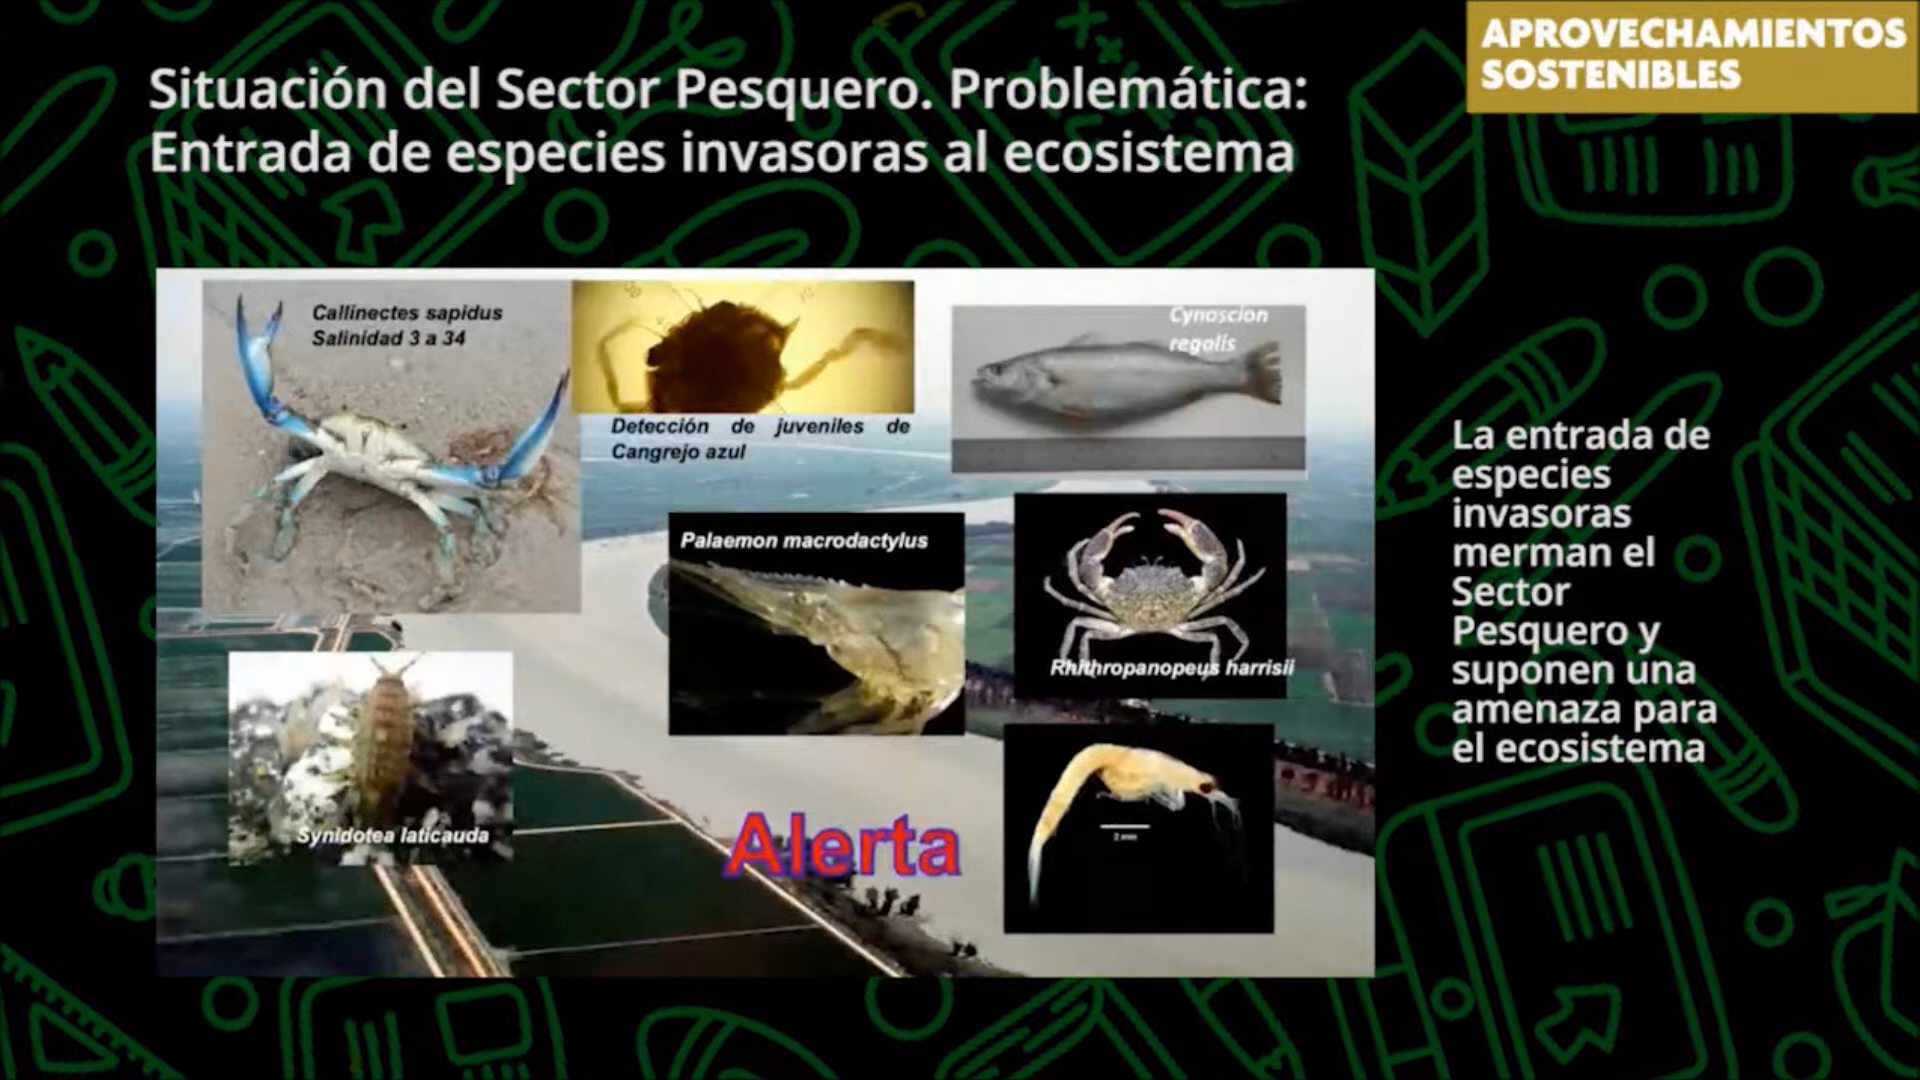 APROVECHAMIENTOS
SOSTENIBLES
Situación del Sector Pesquero. Problemática:
Entrada de especies invasoras al ecosistema
Callinectes sapidus
Salinidad 3 a 34
Detección de juveniles de
Cangrejo azul
Cynoscion
regalis
Palaemon macrodactylus
Rhithropanopeus harrisii
Synidotea laticauda
Alerta
La entrada de
especies
invasoras
merman el
Sector
Pesquero y
suponen una
amenaza para
el ecosistema